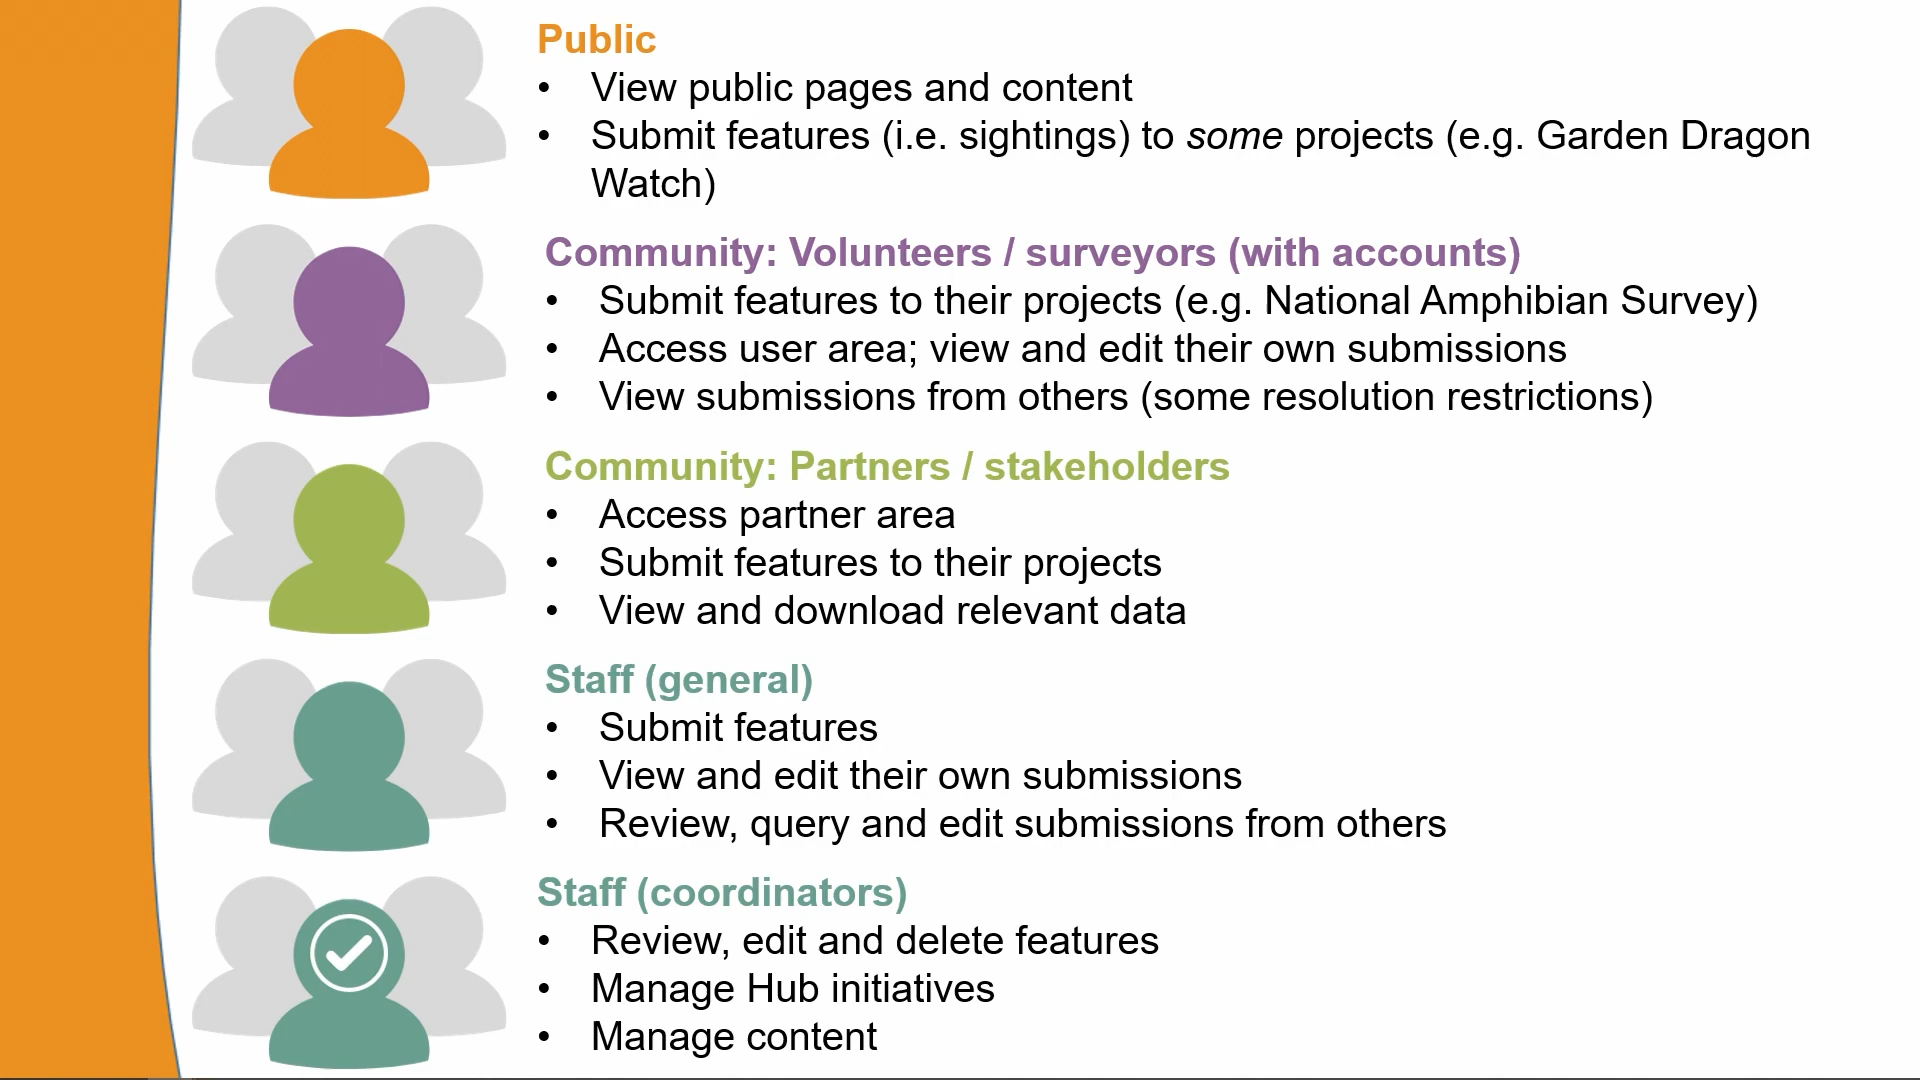 Public
• View public pages and content
• Submit features (i.e. sightings) to some projects (e.g. Garden Dragon
Watch)
Community: Volunteers / surveyors (with accounts)
• Submit features to their projects (e.g. National Amphibian Survey)
• Access user area; view and edit their own submissions
• View submissions from others (some resolution restrictions)
Community: Partners / stakeholders
• Access partner area
• Submit features to their projects
• View and download relevant data
Staff (general)
• Submit features
• View and edit their own submissions
• Review, query and edit submissions from others
Staff (coordinators)
• Review, edit and delete features
• Manage Hub initiatives
• Manage content